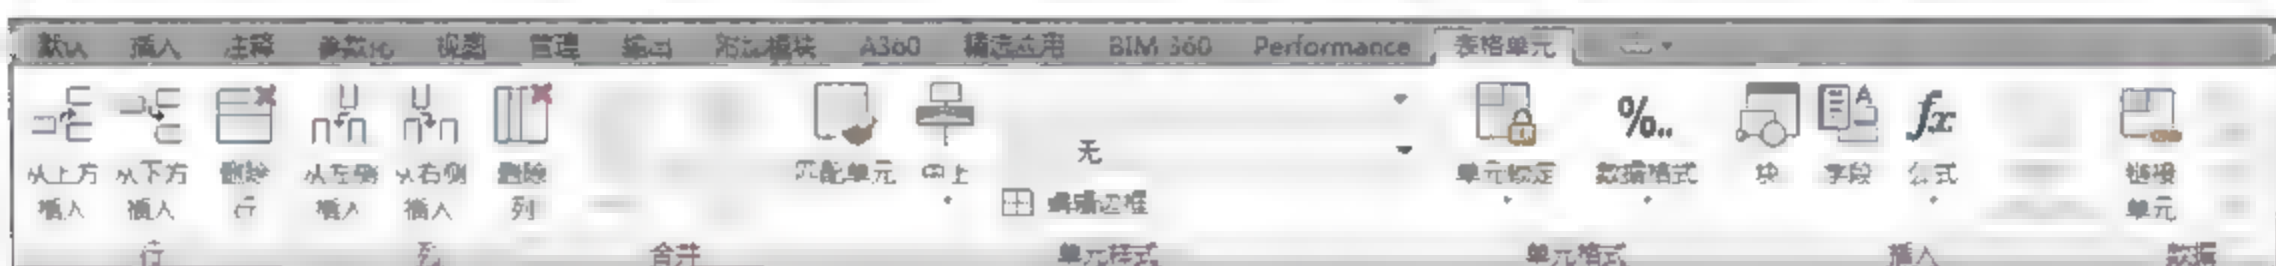 默认 插入 注释 参数化 视图 管理 输出 附加模块 A360 精选应用 BIM 360 Performance 表格单元
从上方 从下方 删除 从左侧 从右侧 删除 匹配单元 中上 无 单元锁定 数据格式 块 字段 公式 链接
插入 插入 行 插入 插入 列 编辑边框 单元
行 列 合并 单元样式 单元格式 插入 数据